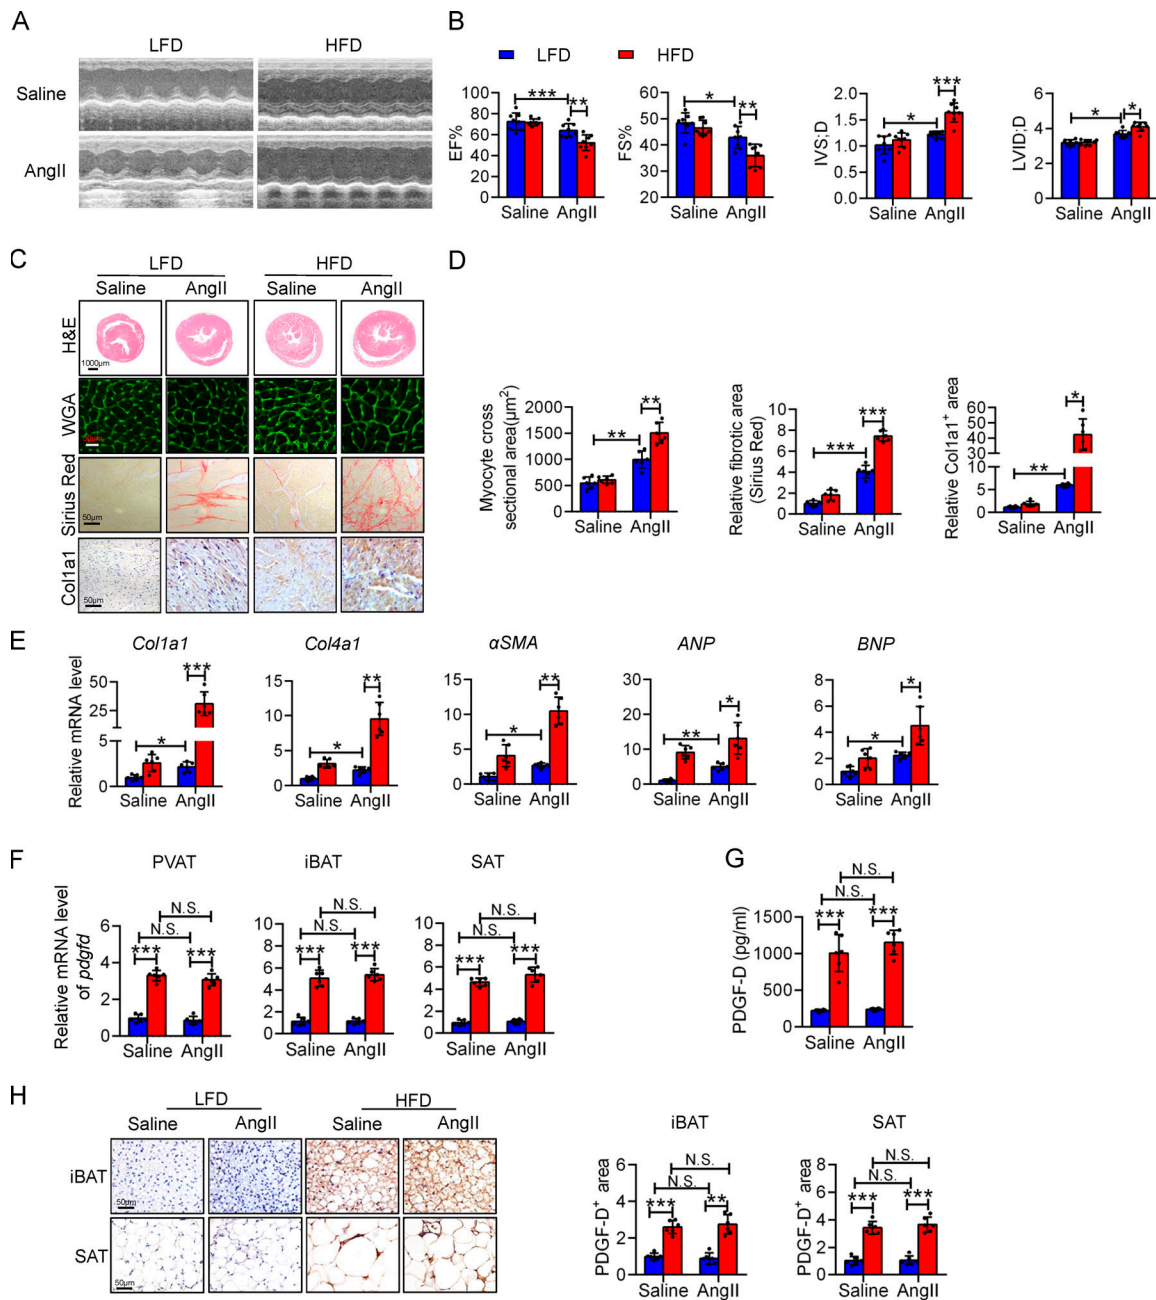 A
LFD HFD
Saline
AngII
B
LFD HFD
EF%
100
80
60
40
20
0
***
**
Saline AngII
FS%
60
50
40
30
20
*
**
Saline AngII
IVS;D
2.0
1.5
1.0
0.5
0.0
*
***
Saline AngII
LVID;D
6
4
2
0
*
*
Saline AngII
C
LFD HFD
Saline AngII Saline AngII
H&E
1000μm
WGA
50μm
Sirius Red
50μm
Col1a1
50μm
D
Myocyte cross
sectional area(μm²)
2000
1500
1000
500
0
**
**
Saline AngII
Relative fibrotic area
(Sirius Red)
10
8
6
4
2
0
***
***
Saline AngII
Relative Col1a1⁺ area
60
50
40
30
10
5
0
**
*
Saline AngII
E
Relative mRNA level
Col1a1
50
25
5
0
*
***
Saline AngII
Col4a1
15
10
5
0
*
**
Saline AngII
αSMA
15
10
5
0
*
**
Saline AngII
ANP
30
20
10
0
**
*
Saline AngII
BNP
8
6
4
2
0
*
*
Saline AngII
F
Relative mRNA level
of pdgfd
PVAT
6
4
2
0
N.S.
N.S.
*** ***
Saline AngII
iBAT
10
8
6
4
2
0
N.S.
N.S.
*** ***
Saline AngII
SAT
10
8
6
4
2
0
N.S.
N.S.
*** ***
Saline AngII
G
PDGF-D (pg/ml)
1500
1000
500
0
N.S.
N.S.
*** ***
Saline AngII
H
LFD HFD
Saline AngII Saline AngII
iBAT
50μm
SAT
50μm
iBAT
PDGF-D⁺ area
6
4
2
0
N.S.
N.S.
*** **
Saline AngII
SAT
PDGF-D⁺ area
8
6
4
2
0
N.S.
N.S.
*** ***
Saline AngII